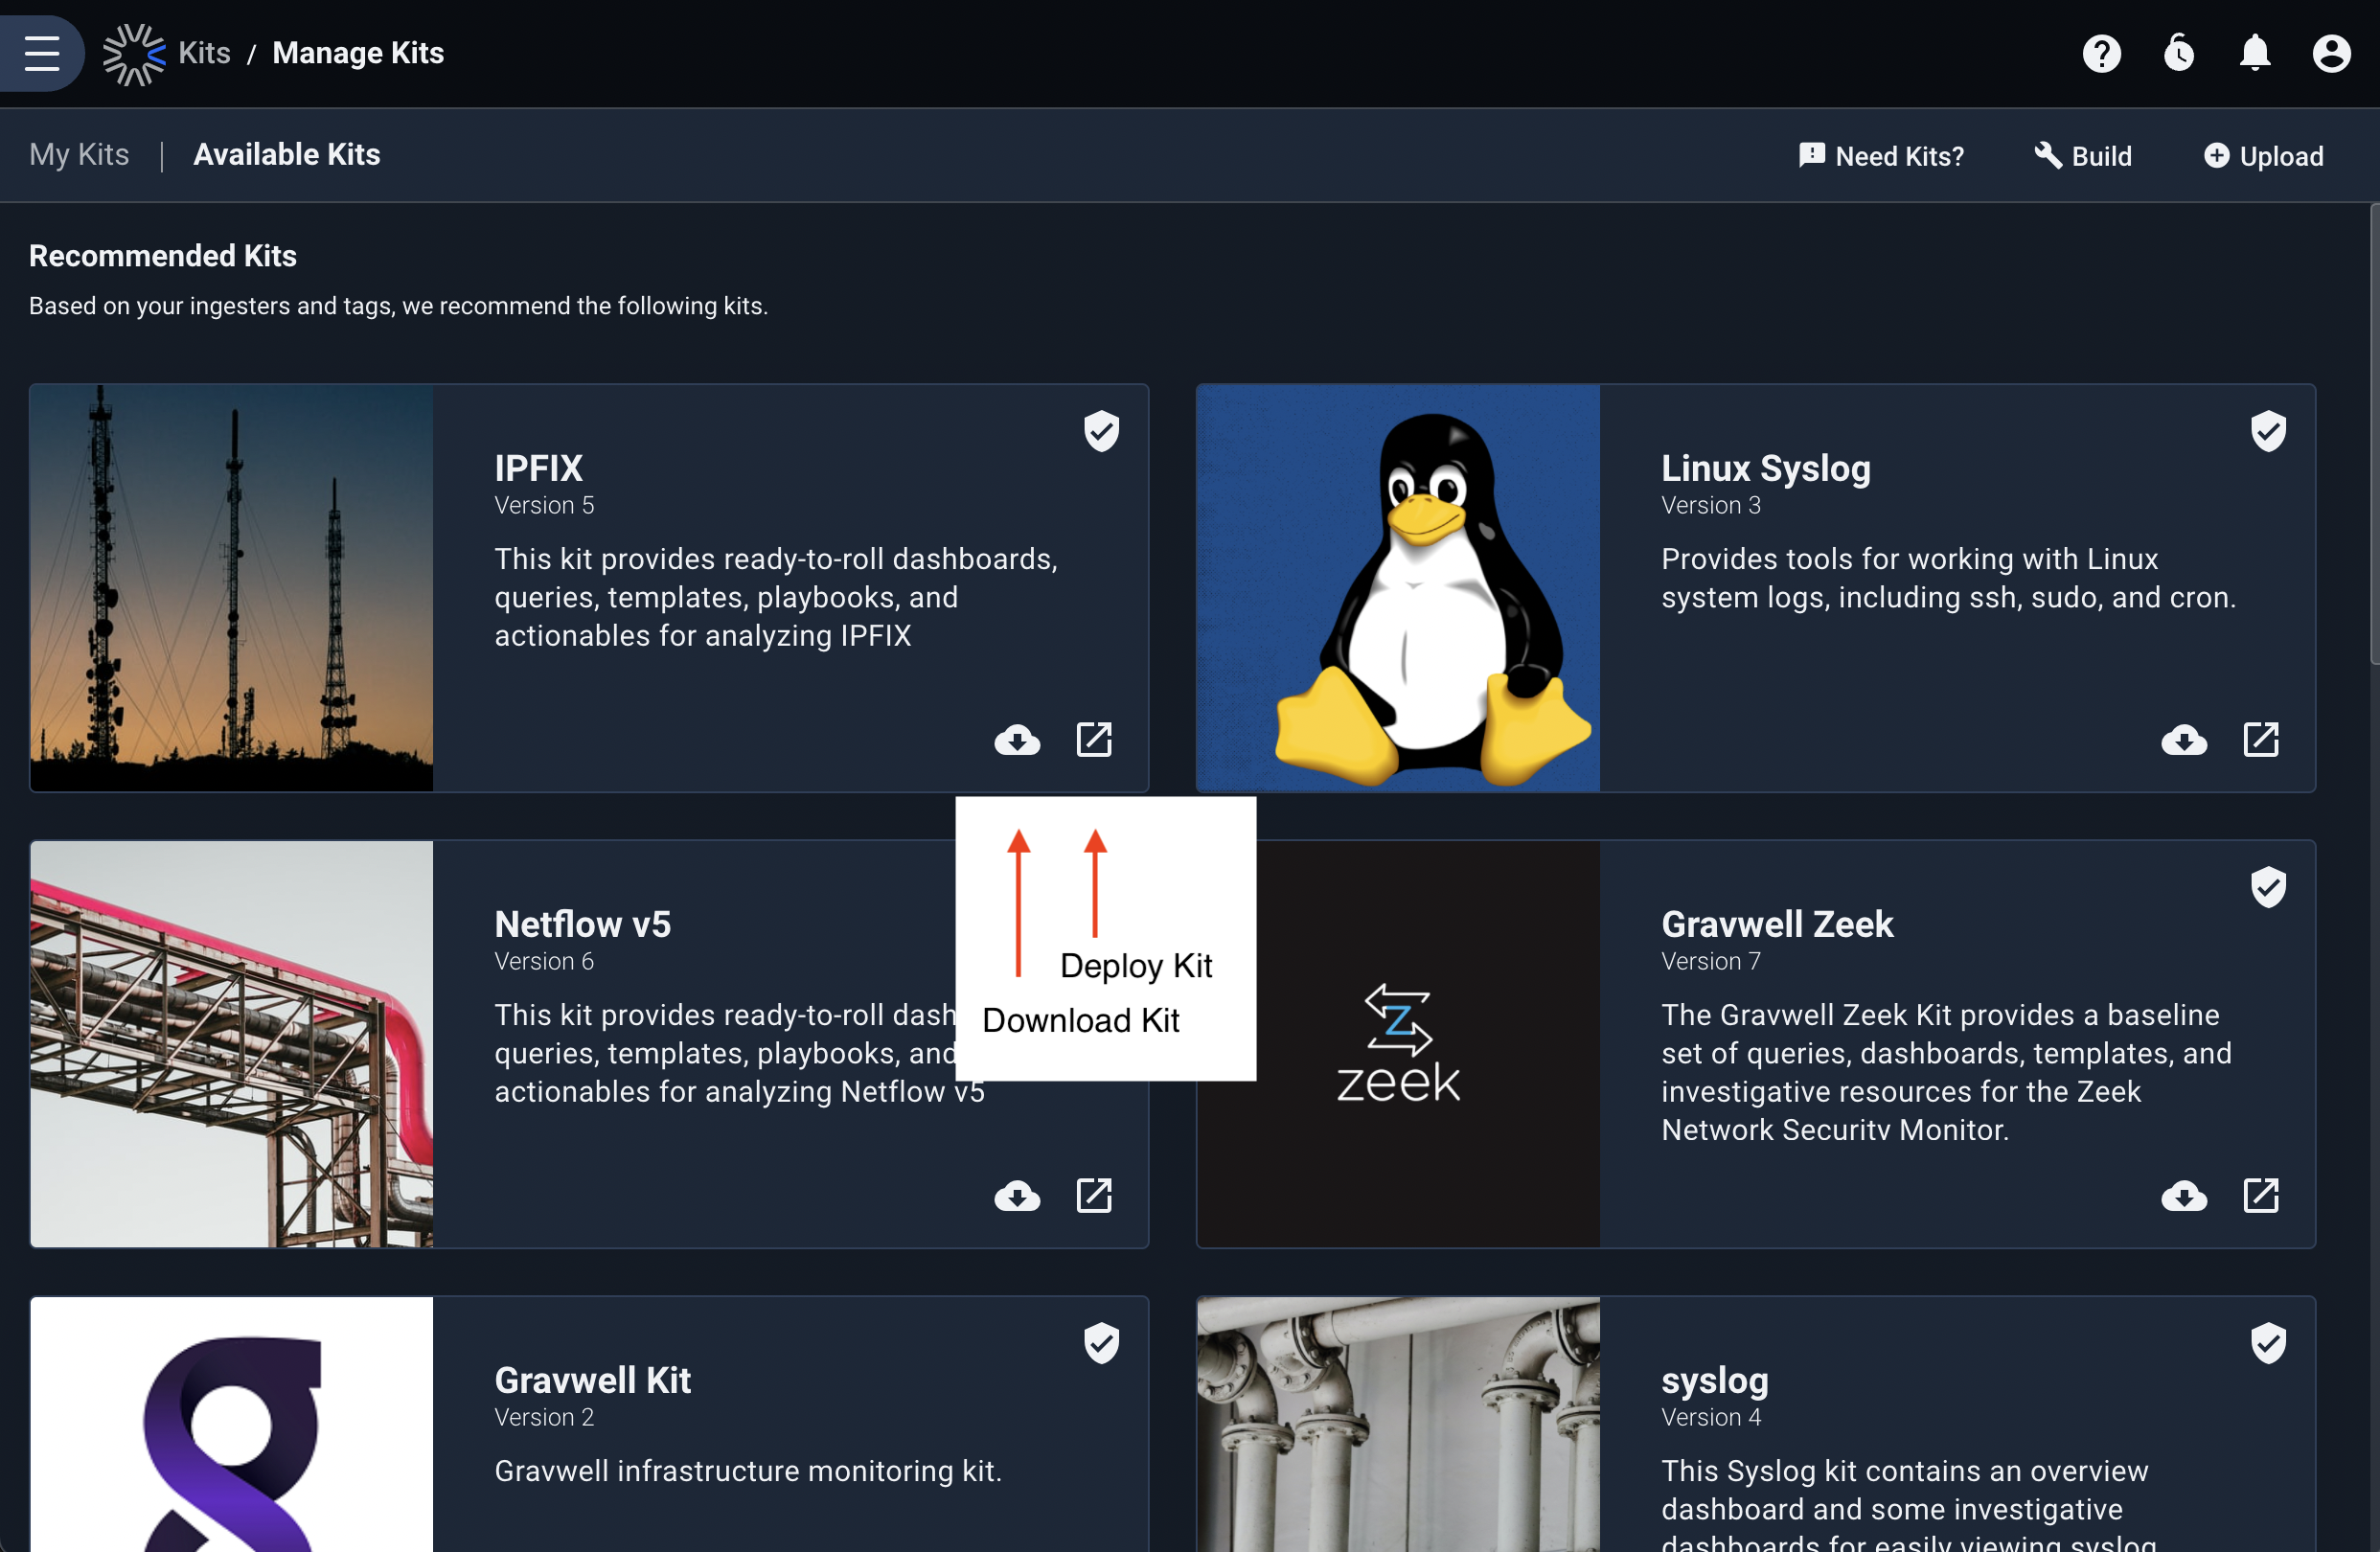 Kits / Manage Kits
My Kits | Available Kits
Need Kits?
Build
Upload
Recommended Kits
Based on your ingesters and tags, we recommend the following kits.
IPFIX
Version 5
This kit provides ready-to-roll dashboards,
queries, templates, playbooks, and
actionables for analyzing IPFIX
Linux Syslog
Version 3
Provides tools for working with Linux
system logs, including ssh, sudo, and cron.
Netflow v5
Version 6
This kit provides ready-to-roll dash
queries, templates, playbooks, and
actionables for analyzing Netflow v5
Deploy Kit
Download Kit
Z
zeek
Gravwell Zeek
Version 7
The Gravwell Zeek Kit provides a baseline
set of queries, dashboards, templates, and
investigative resources for the Zeek
Network Security Monitor.
Gravwell Kit
Version 2
Gravwell infrastructure monitoring kit.
syslog
Version 4
This Syslog kit contains an overview
dashboard and some investigative
dashboards for easily viewing syslog